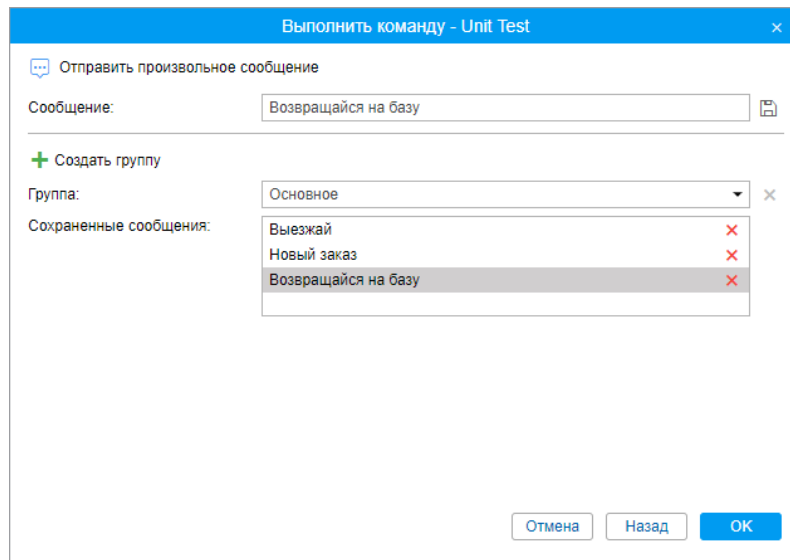 Выполнить команду - Unit Test
Отправить произвольное сообщение
Сообщение: Возвращайся на базу
Создать группу
Группа: Основное
Сохраненные сообщения: Выезжай
Новый заказ
Возвращайся на базу
Отмена Назад OK